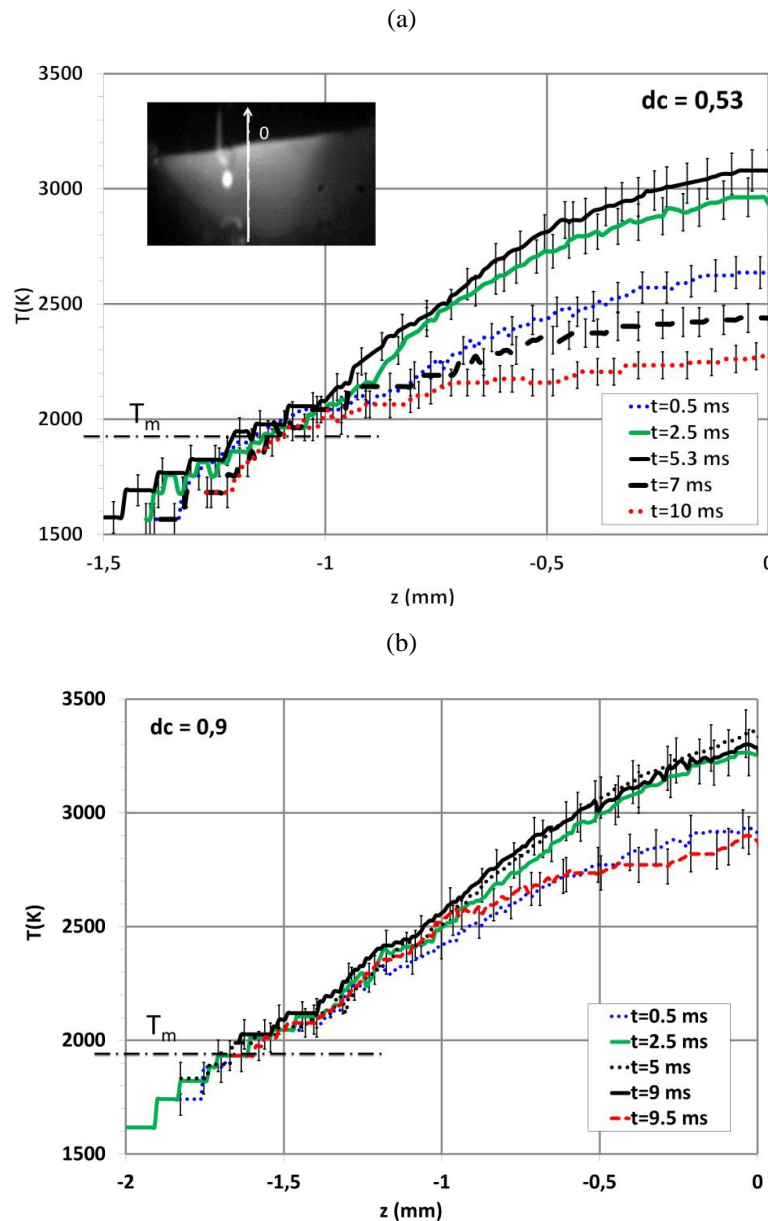 (a)
3500
dc = 0,53
0
3000
T(K)
2500
t=0.5 ms
t=2.5 ms
t=5.3 ms
t=7 ms
t=10 ms
2000
Tm
1500
-1,5
-1
-0,5
0
z (mm)
(b)
3500
dc = 0,9
3000
T(K)
2500
t=0.5 ms
t=2.5 ms
t=5 ms
t=9 ms
t=9.5 ms
2000
Tm
1500
-2
-1,5
-1
-0,5
0
z (mm)